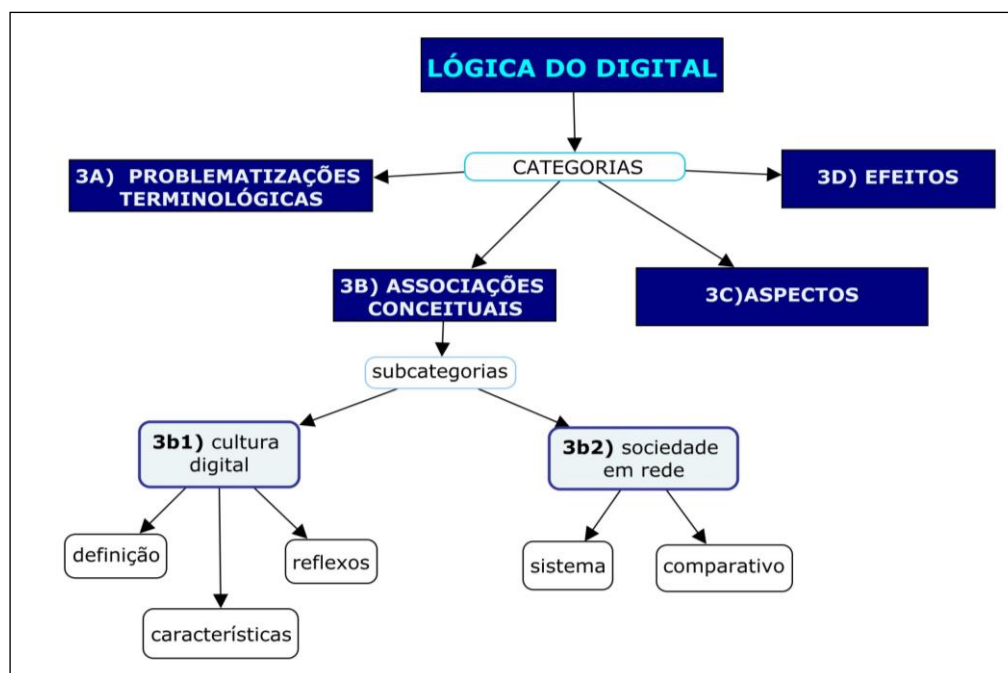 LÓGICA DO DIGITAL
CATEGORIAS
3A) PROBLEMATIZAÇÕES
TERMINOLÓGICAS
3D) EFEITOS
3B) ASSOCIAÇÕES
CONCEITUAIS
3C)ASPECTOS
subcategorias
3b1) cultura
digital
3b2) sociedade
em rede
definição
reflexos
sistema
comparativo
características